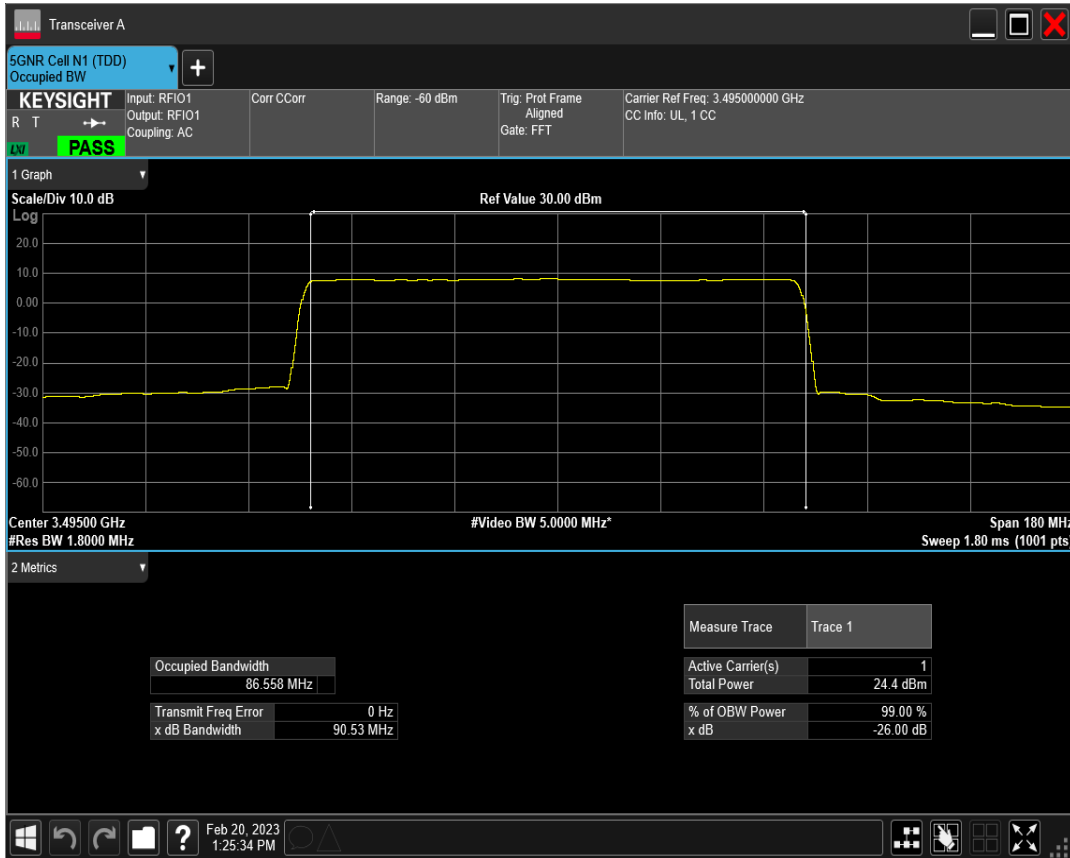 Transceiver A
5GNR Cell N1 (TDD)
Occupied BW
+
KEYSIGHT
R T
LXI
PASS
Input: RFIO1
Output: RFIO1
Coupling: AC
Corr CCorr
Range: -60 dBm
Trig: Prot Frame
Aligned
Gate: FFT
Carrier Ref Freq: 3.495000000 GHz
CC Info: UL, 1 CC
1 Graph
Scale/Div 10.0 dB
Ref Value 30.00 dBm
Log
20.0
10.0
0.00
-10.0
-20.0
-30.0
-40.0
-50.0
-60.0
Center 3.49500 GHz
#Video BW 5.0000 MHz*
Span 180 MHz
#Res BW 1.8000 MHz
Sweep 1.80 ms (1001 pts)
2 Metrics
Measure Trace Trace 1
Occupied Bandwidth
86.558 MHz
Active Carrier(s) 1
Total Power 24.4 dBm
Transmit Freq Error 0 Hz
x dB Bandwidth 90.53 MHz
% of OBW Power 99.00 %
x dB -26.00 dB
?
Feb 20, 2023
1:25:34 PM